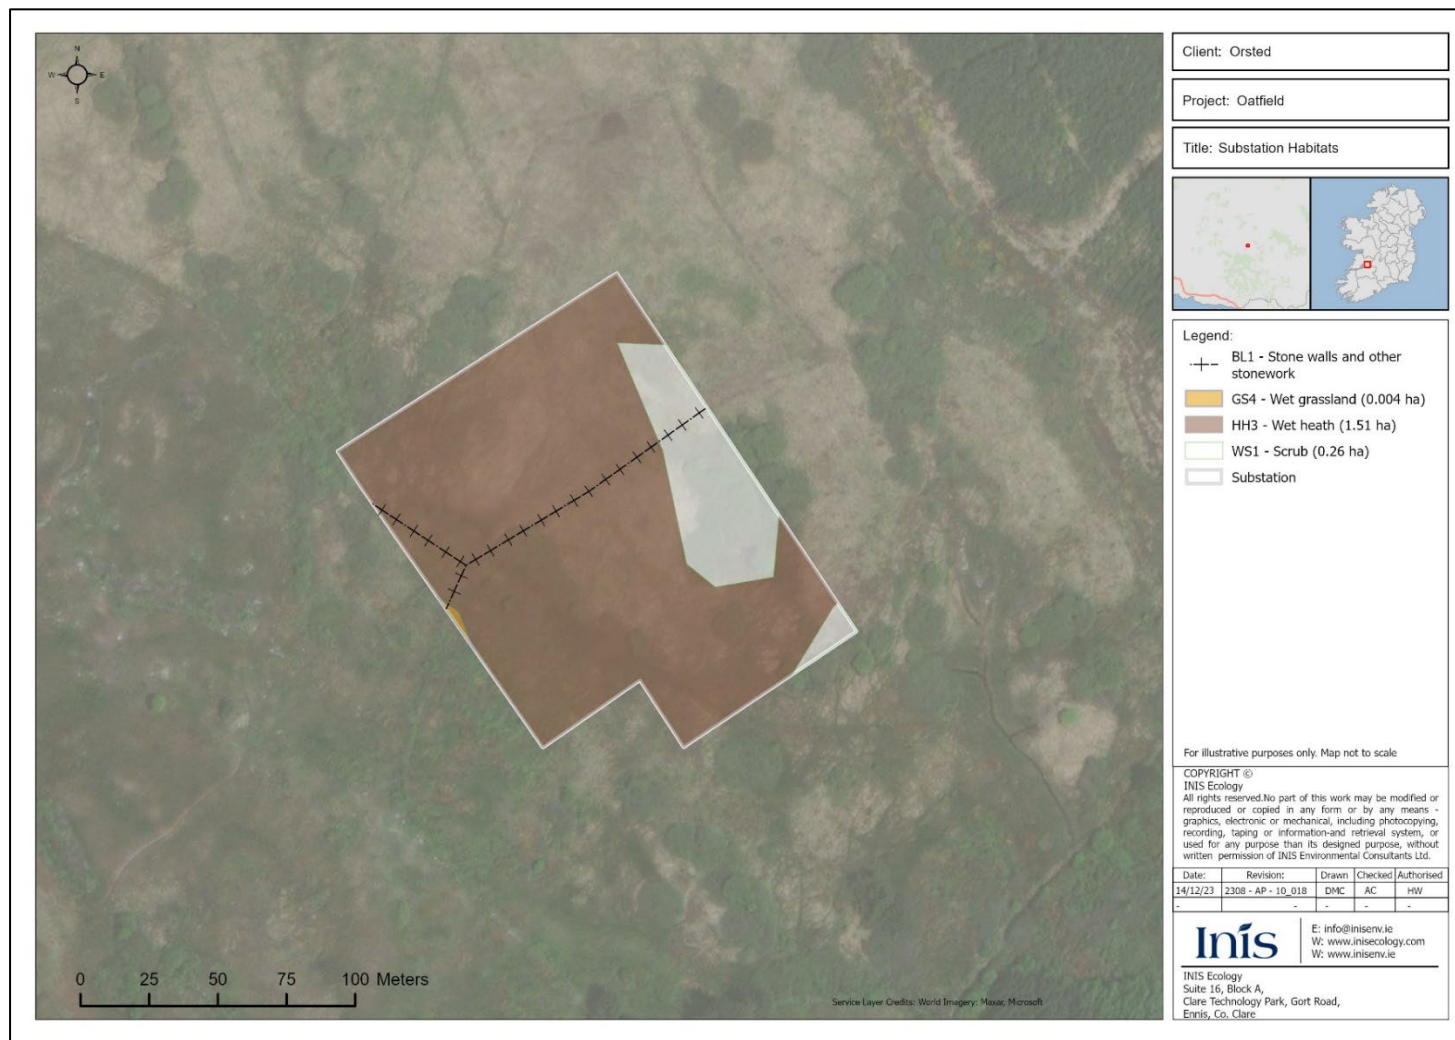 N
W E
S
0 25 50 75 100 Meters
Service Layer Credits: World Imagery: Maxar, Microsoft
Client: Orsted
Project: Oatfield
Title: Substation Habitats
Legend:
BL1 - Stone walls and other
stonework
GS4 - Wet grassland (0.004 ha)
HH3 - Wet heath (1.51 ha)
WS1 - Scrub (0.26 ha)
Substation
For illustrative purposes only. Map not to scale
COPYRIGHT ©
INIS Ecology
All rights reserved.No part of this work may be modified or
reproduced or copied in any form or by any means -
graphics, electronic or mechanical, including photocopying,
recording, taping or information-and retrieval system, or
used for any purpose than its designed purpose, without
written permission of INIS Environmental Consultants Ltd.
Date: Revision: Drawn Checked Authorised
14/12/23 2308 - AP - 10_018 DMC AC HW
- - - - -
Inis
E: info@inisenv.ie
W: www.inisecology.com
W: www.inisenv.ie
INIS Ecology
Suite 16, Block A,
Clare Technology Park, Gort Road,
Ennis, Co. Clare